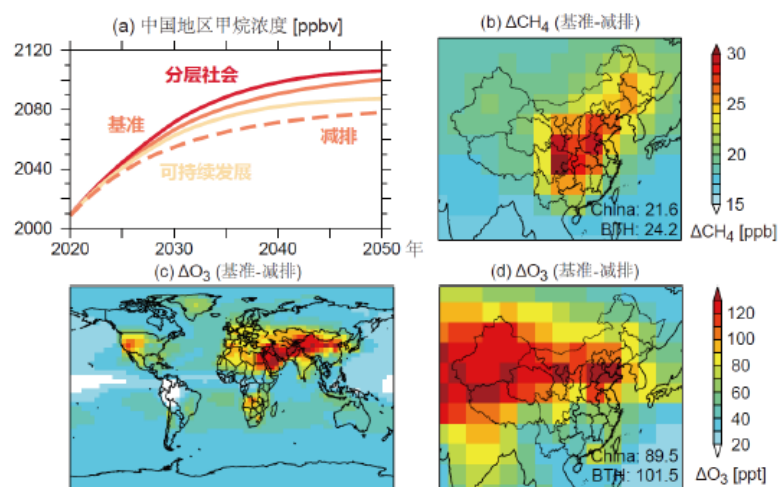 (a) 中国地区甲烷浓度 [ppbv]
2120
2080
2040
2000
2020
2030
2040
2050 年
分层社会
基准
减排
可持续发展
(b) ΔCH₄ (基准-减排)
China: 21.6
BTH: 24.2
30
25
20
15
ΔCH₄ [ppb]
(c) ΔO₃ (基准-减排)
(d) ΔO₃ (基准-减排)
China: 89.5
BTH: 101.5
120
100
80
60
40
20
ΔO₃ [ppt]